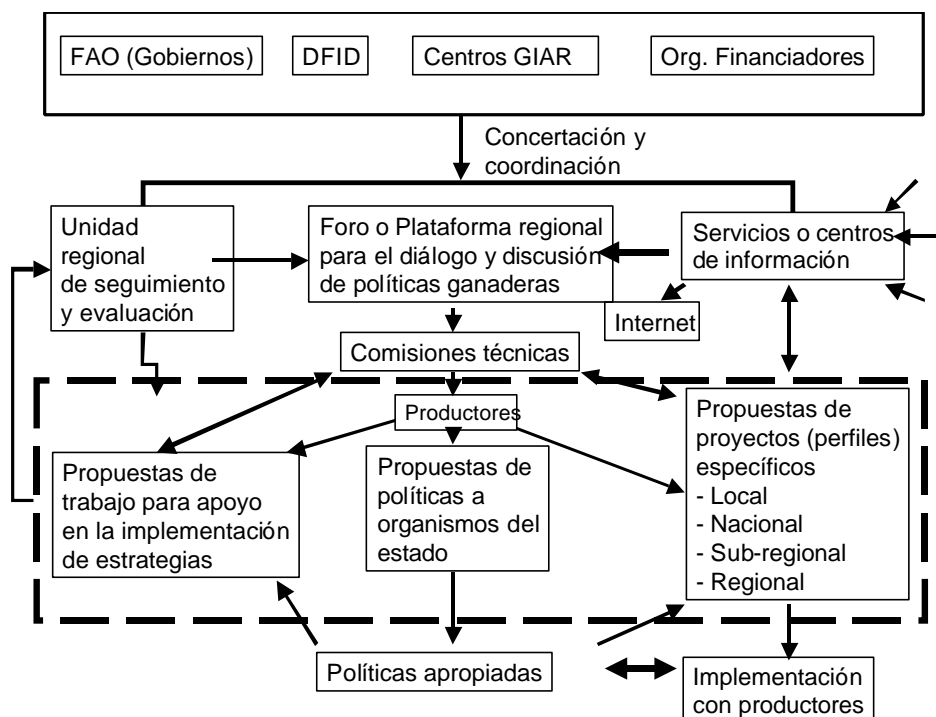 FAO (Gobiernos)
DFID
Centros GIAR
Org. Financiadores
Concertación y
coordinación
Unidad
regional
de seguimiento
y evaluación
Foro o Plataforma regional
para el diálogo y discusión
de políticas ganaderas
Servicios o centros
de información
Internet
Comisiones técnicas
Productores
Propuestas de
trabajo para apoyo
en la implementación
de estrategias
Propuestas de
políticas a
organismos del
estado
Propuestas de
proyectos (perfiles)
específicos
- Local
- Nacional
- Sub-regional
- Regional
Políticas apropiadas
Implementación
con productores